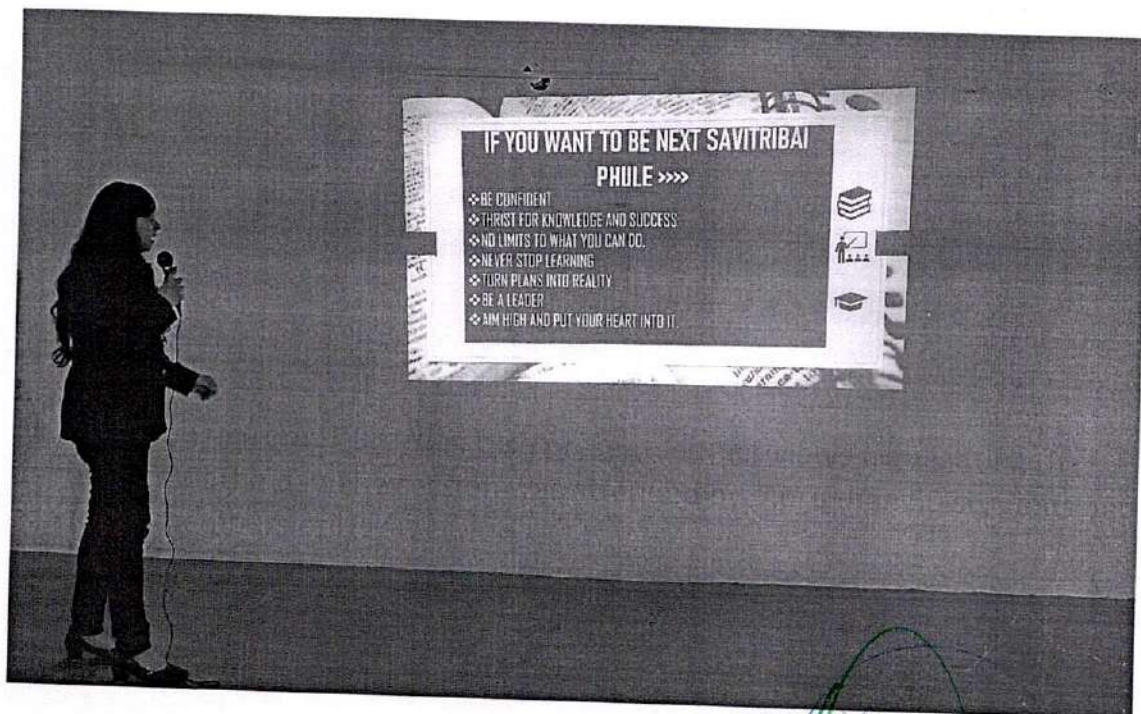 IF YOU WANT TO BE NEXT SAVITRIBAI
PHULE >>>>
❖BE CONFIDENT
❖THRIST FOR KNOWLEDGE AND SUCCESS
❖NO LIMITS TO WHAT YOU CAN DO.
❖NEVER STOP LEARNING
❖TURN PLANS INTO REALITY
❖BE A LEADER
❖AIM HIGH AND PUT YOUR HEART INTO IT.